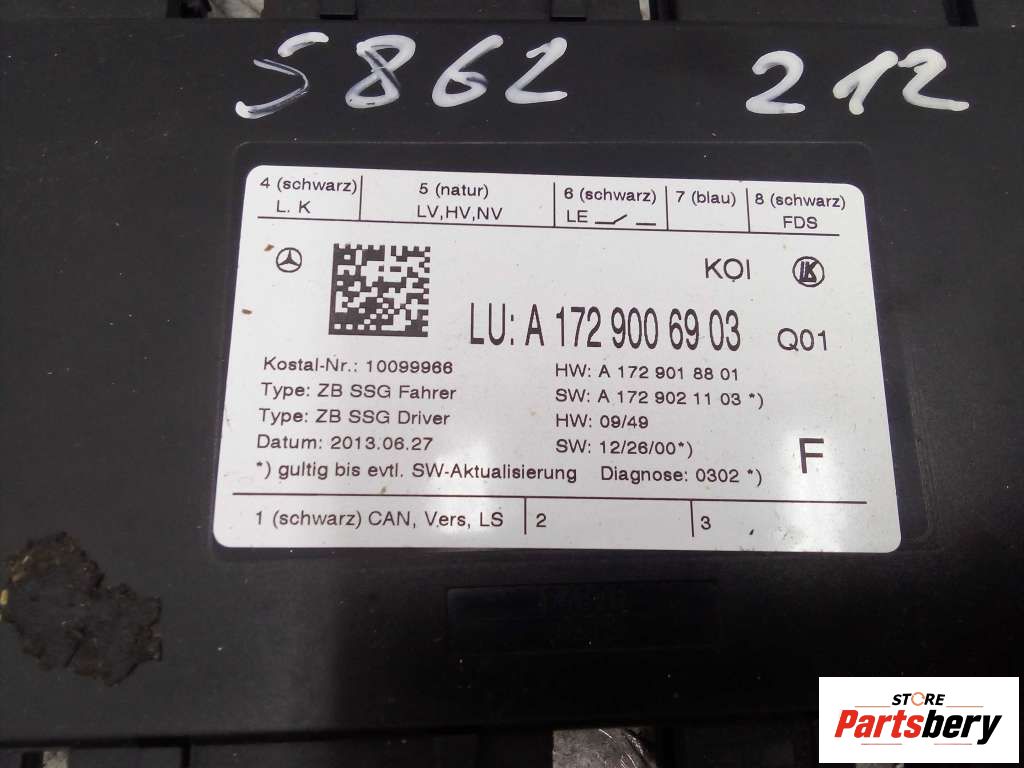 S862 212
4 (schwarz) 5 (natur) 6 (schwarz) 7 (blau) 8 (schwarz)
L. K LV,HV,NV LE FDS
KOI LK
LU: A 172 900 69 03 Q01
Kostal-Nr.: 10099966 HW: A 172 901 88 01
Type: ZB SSG Fahrer SW: A 172 902 11 03 *)
Type: ZB SSG Driver HW: 09/49
Datum: 2013.06.27 SW: 12/26/00*) F
*) gultig bis evtl. SW-Aktualisierung Diagnose: 0302 *)
1 (schwarz) CAN, Vers, LS 2 3
STORE
Partsbery